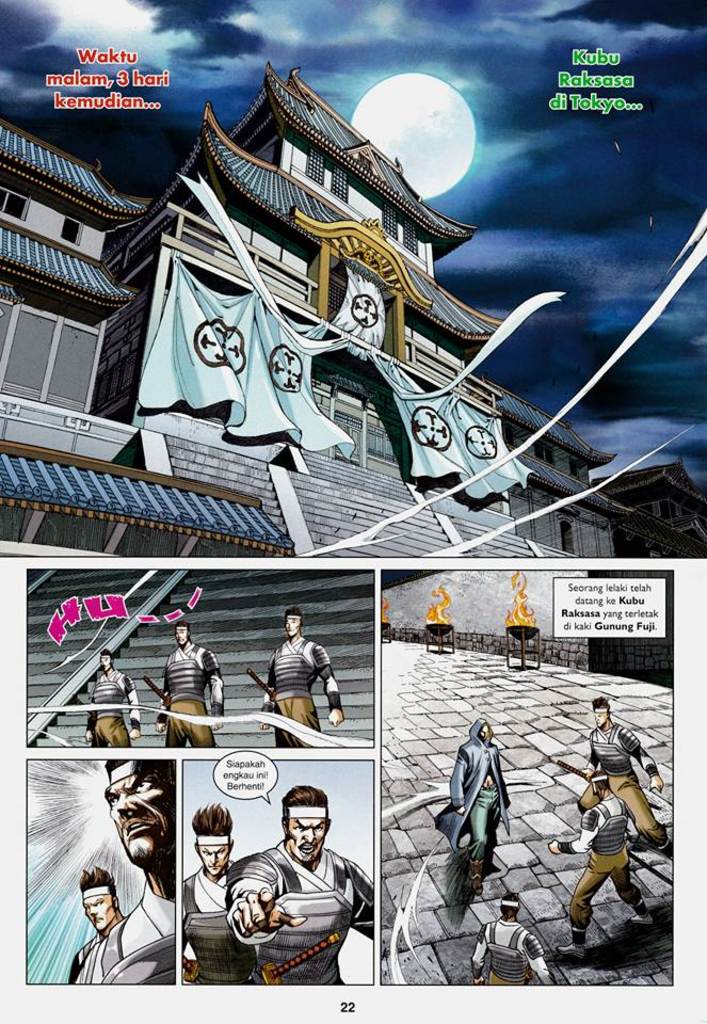 Waktu
malam, 3 hari
kemudian...
Kubu
Raksasa
di Tokyo...
HU
Seorang lelaki telah
datang ke Kubu
Raksasa yang terletak
di kaki Gunung Fuji.
Siapakah
engkau ini!
Berhenti!
22